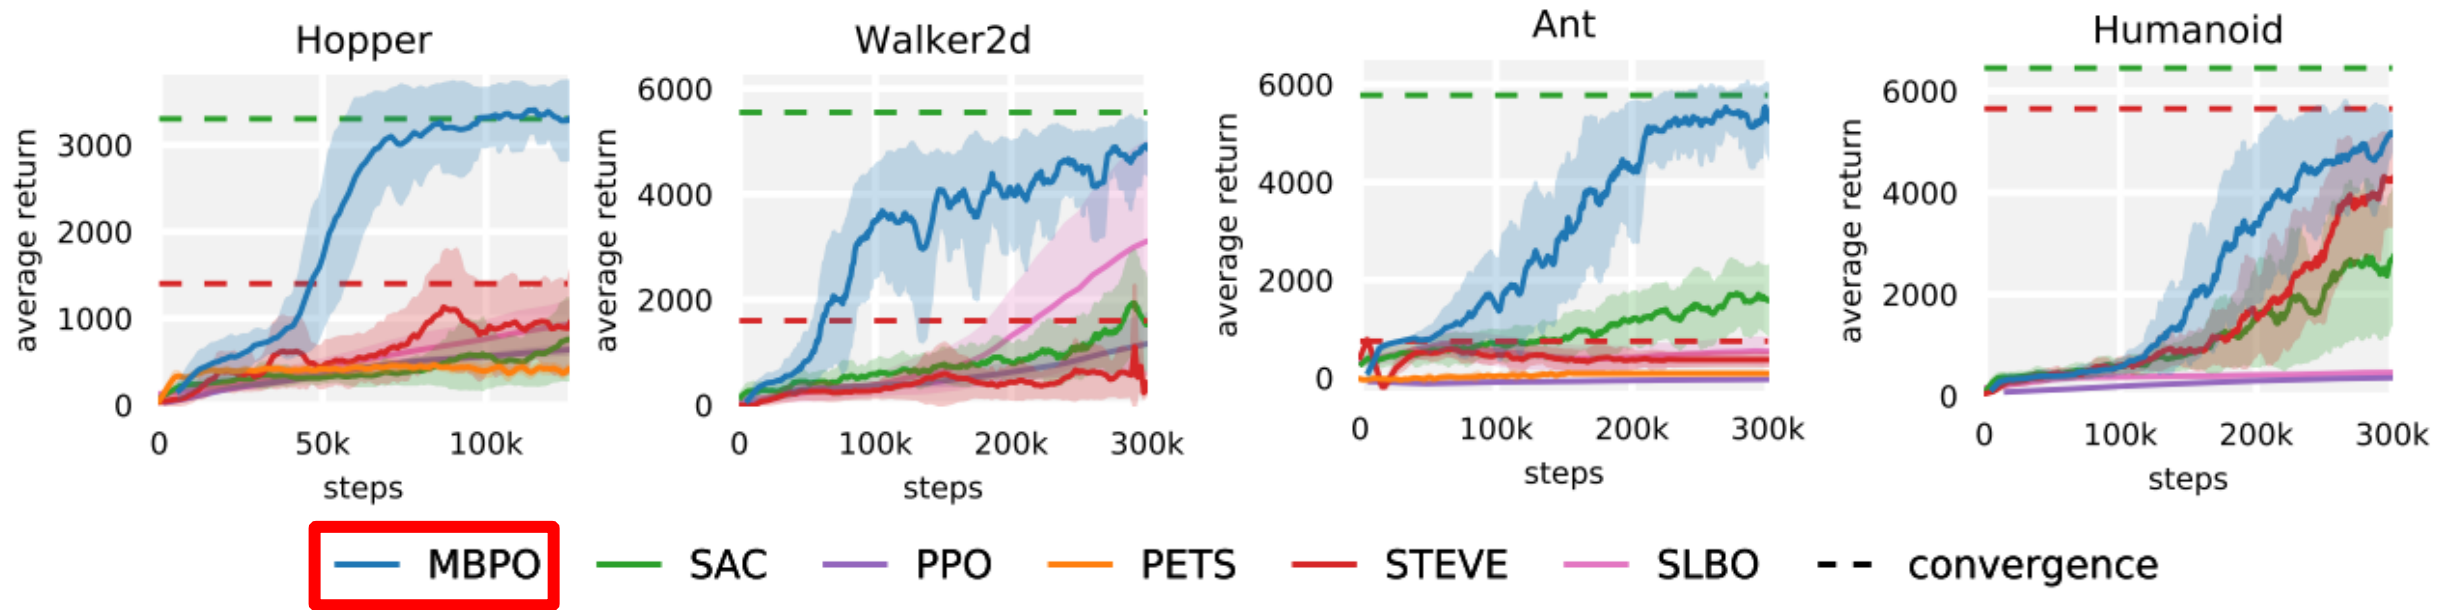 Hopper
average return
3000
2000
1000
0
0 50k 100k
steps
Walker2d
average return
6000
4000
2000
0
0 100k 200k 300k
steps
Ant
average return
6000
4000
2000
0
0 100k 200k 300k
steps
Humanoid
average return
6000
4000
2000
0
0 100k 200k 300k
steps
MBPO SAC PPO PETS STEVE SLBO convergence